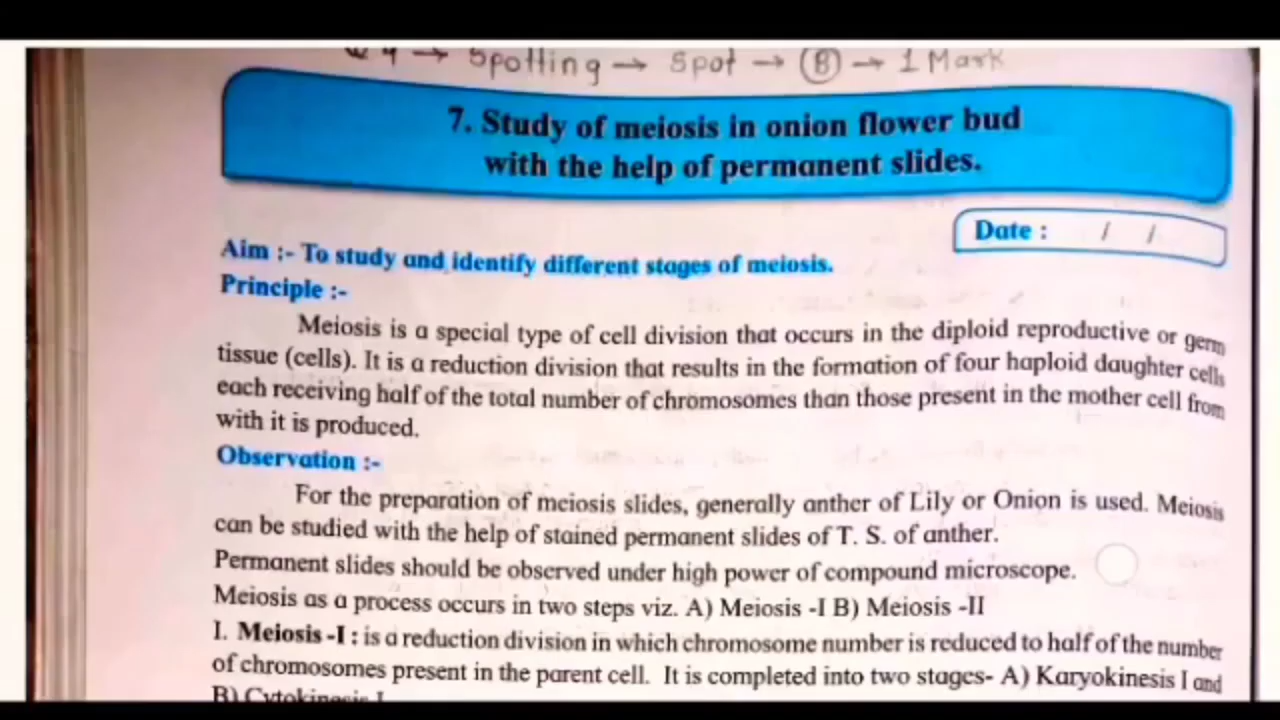 Q 4 → Spotting → Spot → (B) → 1 Mark
7. Study of meiosis in onion flower bud
with the help of permanent slides.
Date : / /
Aim :- To study and identify different stages of meiosis.
Principle :-
Meiosis is a special type of cell division that occurs in the diploid reproductive or germ
tissue (cells). It is a reduction division that results in the formation of four haploid daughter cells
each receiving half of the total number of chromosomes than those present in the mother cell from
with it is produced.
Observation :-
For the preparation of meiosis slides, generally anther of Lily or Onion is used. Meiosis
can be studied with the help of stained permanent slides of T. S. of anther.
Permanent slides should be observed under high power of compound microscope.
Meiosis as a process occurs in two steps viz. A) Meiosis -I B) Meiosis -II
I. Meiosis -I : is a reduction division in which chromosome number is reduced to half of the number
of chromosomes present in the parent cell. It is completed into two stages- A) Karyokinesis I and
B) Cytokinesis I